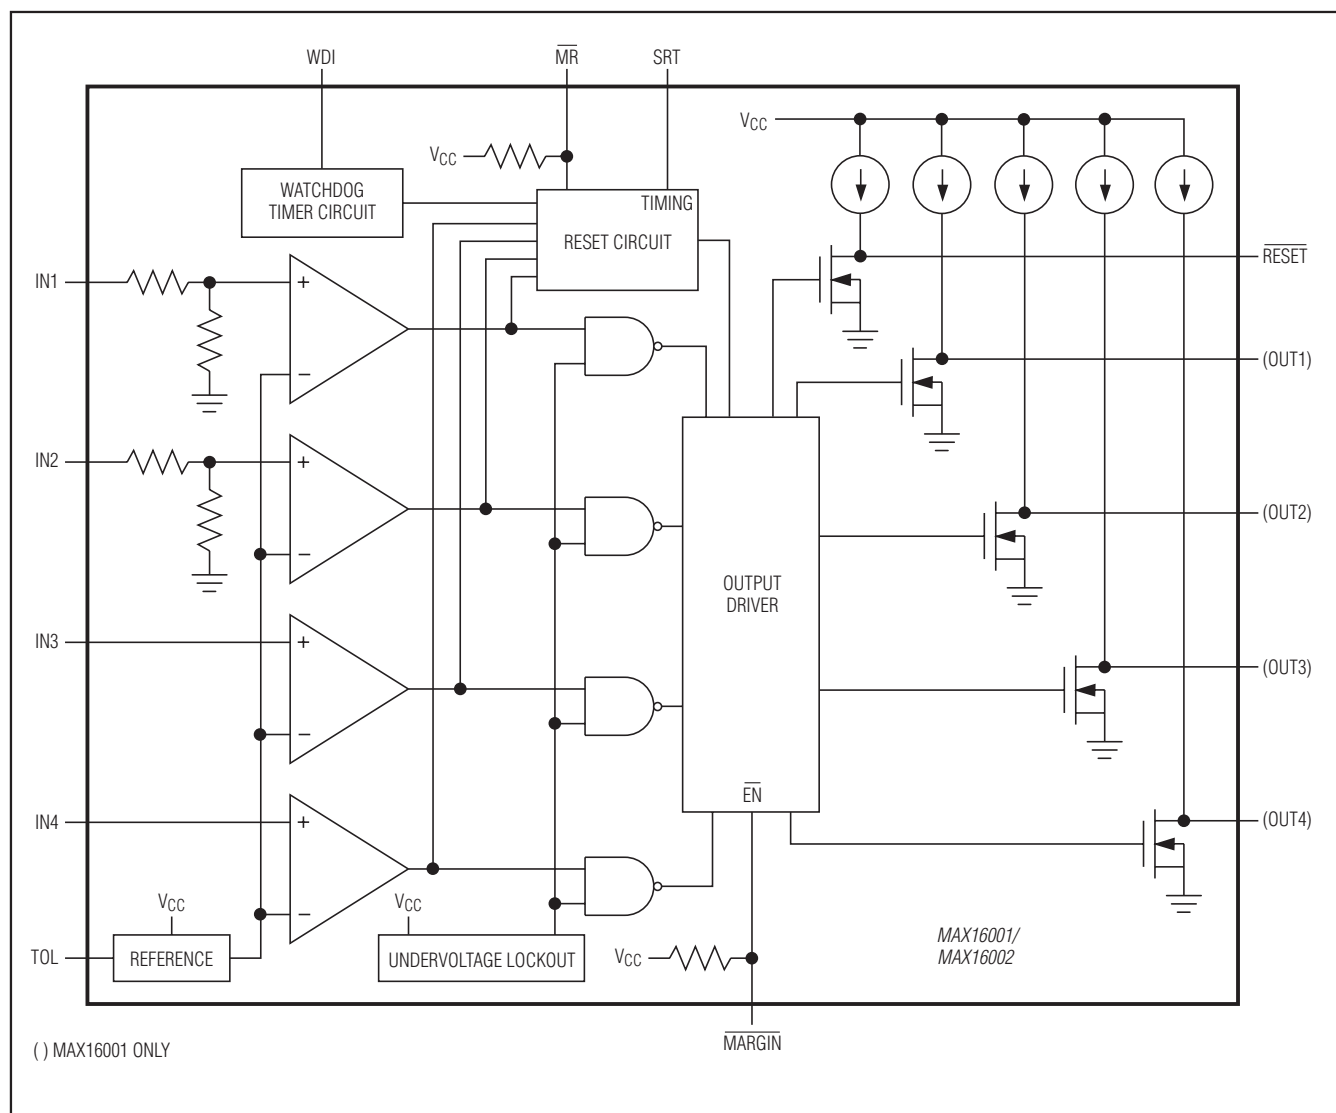 WDI
MR
SRT
VCC
VCC
WATCHDOG
TIMER CIRCUIT
TIMING
RESET CIRCUIT
RESET
IN1
+
−
(OUT1)
IN2
+
−
(OUT2)
OUTPUT
DRIVER
IN3
+
−
(OUT3)
EN
IN4
+
−
(OUT4)
VCC
VCC
TOL
REFERENCE
UNDERVOLTAGE LOCKOUT
VCC
MAX16001/
MAX16002
MARGIN
( ) MAX16001 ONLY